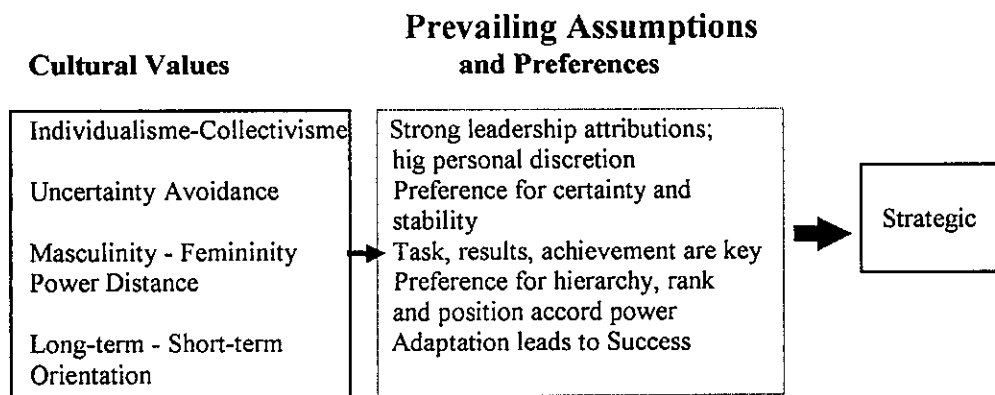 Prevailing Assumptions
and Preferences
Cultural Values
Individualisme-Collectivisme
Uncertainty Avoidance
Masculinity - Femininity
Power Distance
Long-term - Short-term
Orientation
Strong leadership attributions;
hig personal discretion
Preference for certainty and
stability
Task, results, achievement are key
Preference for hierarchy, rank
and position accord power
Adaptation leads to Success
Strategic